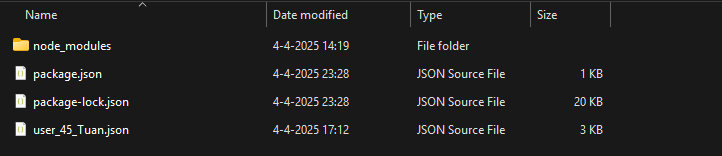 Name Date modified Type Size
node_modules 4-4-2025 14:19 File folder
package.json 4-4-2025 23:28 JSON Source File 1 KB
package-lock.json 4-4-2025 23:28 JSON Source File 20 KB
user_45_Tuan.json 4-4-2025 17:12 JSON Source File 3 KB